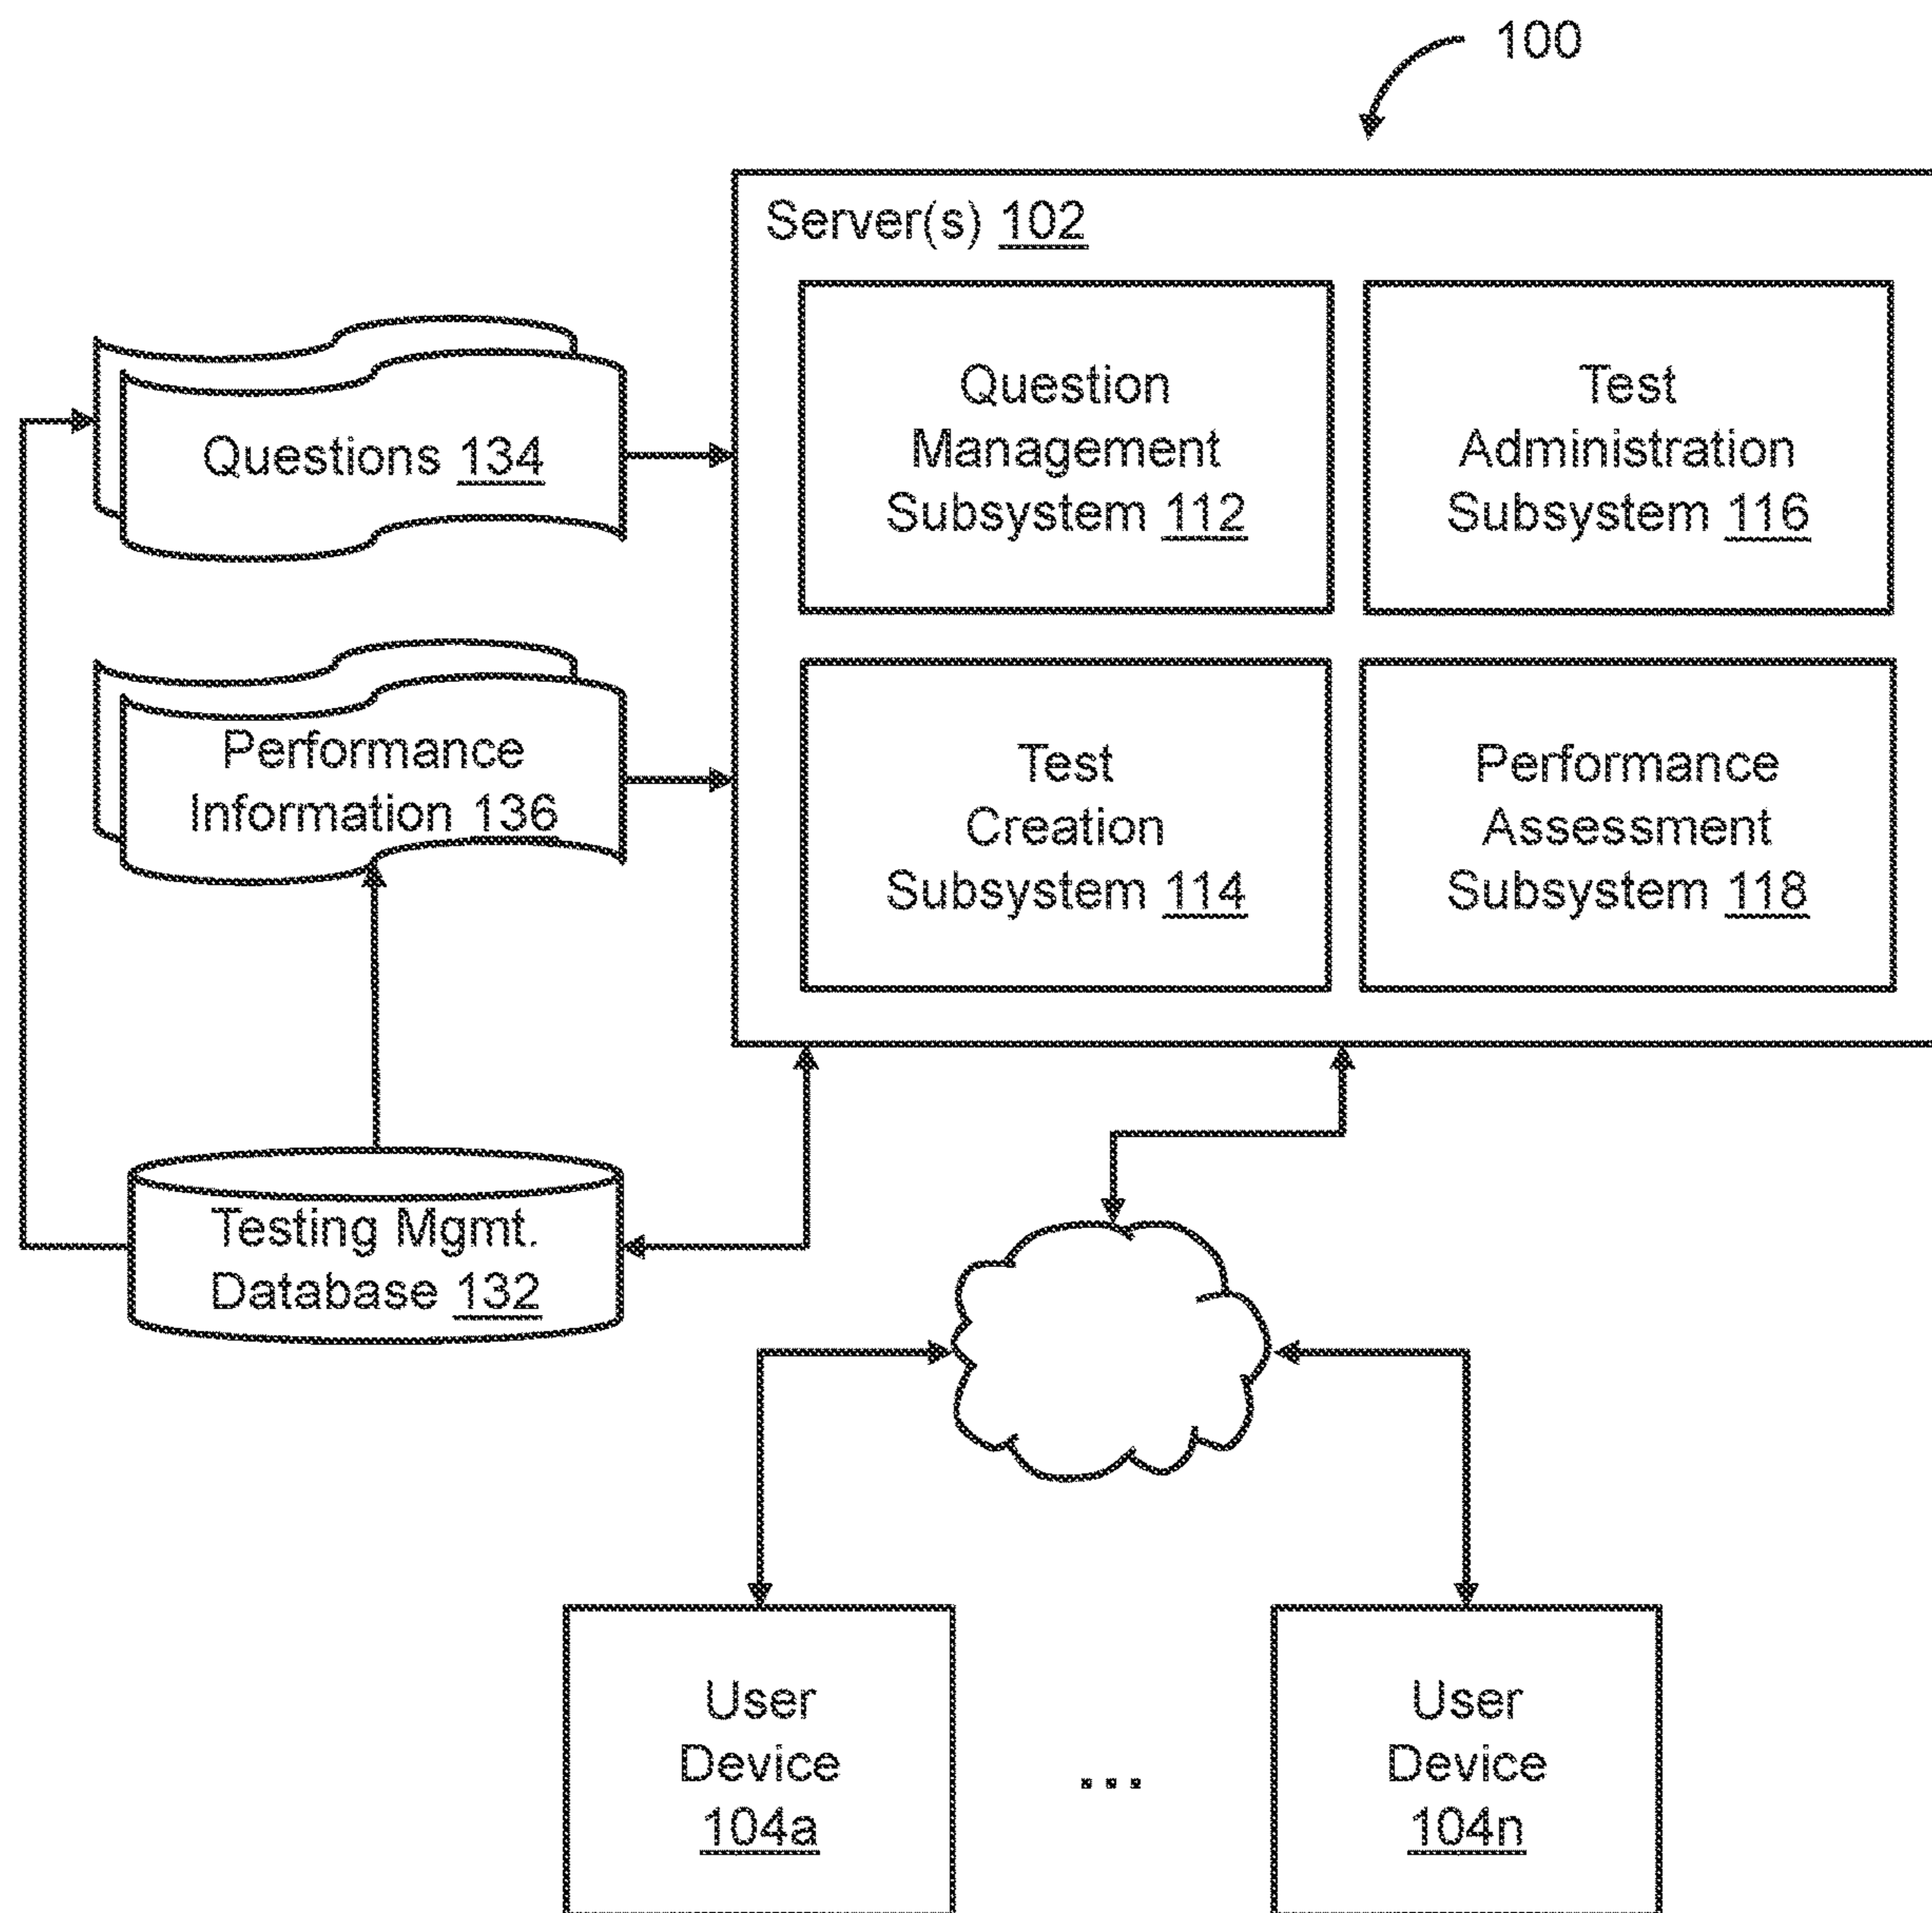 100
Server(s) 102
Question
Management
Subsystem 112
Test
Administration
Subsystem 116
Questions 134
Performance
Information 136
Test
Creation
Subsystem 114
Performance
Assessment
Subsystem 118
Testing Mgmt.
Database 132
User
Device
104a
...
User
Device
104n